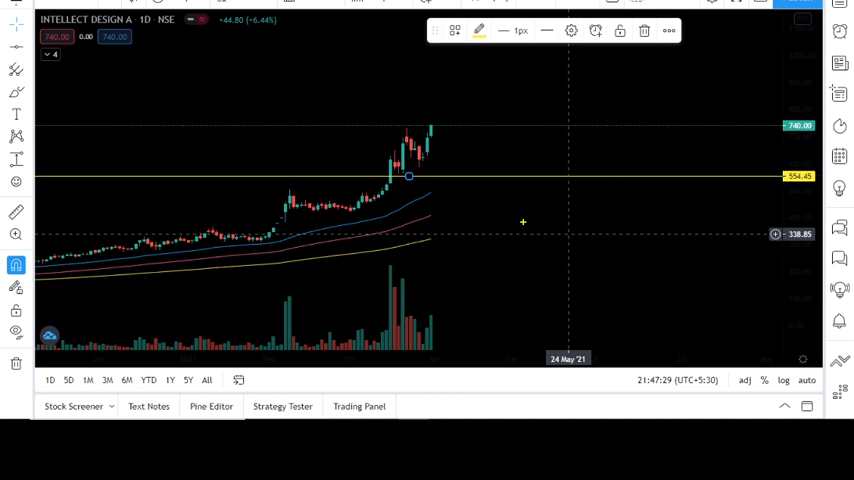 INTELLECT DESIGN A · 1D · NSE
+44.80 (+6.44%)
740.00 0.00 740.00
4
1px
740.00
554.45
338.85
24 May '21
1D 5D 1M 3M 6M YTD 1Y 5Y All
21:47:29 (UTC+5:30) adj % log auto
Stock Screener Text Notes Pine Editor Strategy Tester Trading Panel